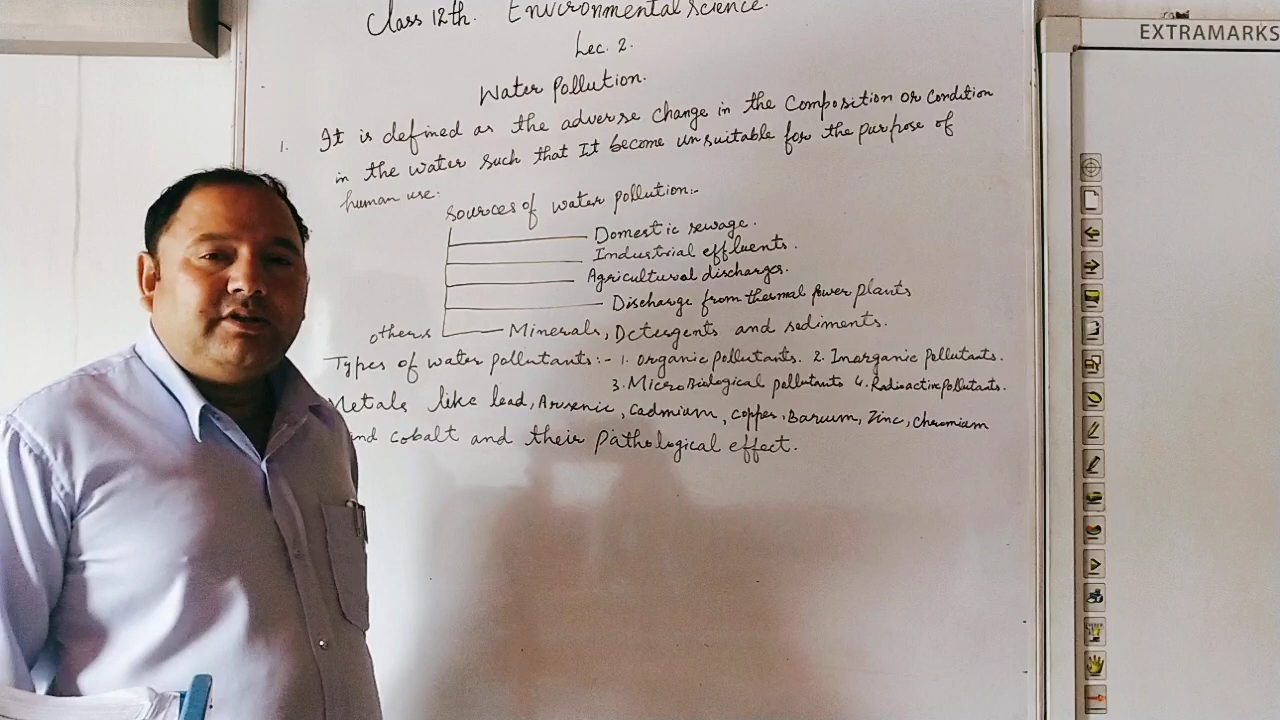 Class 12th. Environmental Science.
EXTRAMARKS
Lec. 2.
Water Pollution.
1. It is defined as the adverse change in the Composition or Condition
in the water such that It become unsuitable for the purpose of
human use.
Sources of water pollution:-
Domestic sewage.
Industrial effluents.
Agricultural discharges.
Discharge from thermal power plants
others Minerals, Detergents and sediments.
Types of water pollutants:- 1. organic pollutants. 2. Inorganic Pollutants.
3. MicroBiological pollutants 4. Radioactive Pollutants.
Metals like lead, Arsenic, Cadmium, copper, Barium, Zinc, chromium
and cobalt and their Pathological effect.